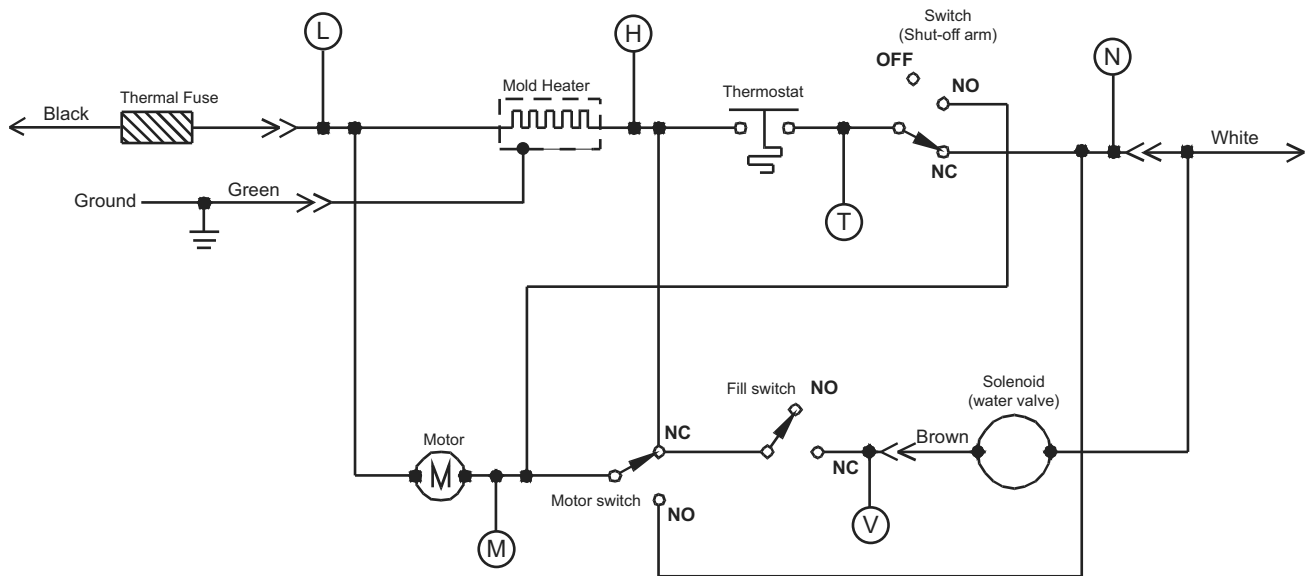 L
H
Switch
(Shut-off arm)
OFF
NO
N
Black
Thermal Fuse
Mold Heater
Thermostat
White
NC
Ground
Green
T
Motor
M
Motor switch
NC
NO
Fill switch
NO
NC
Brown
Solenoid
(water valve)
M
V